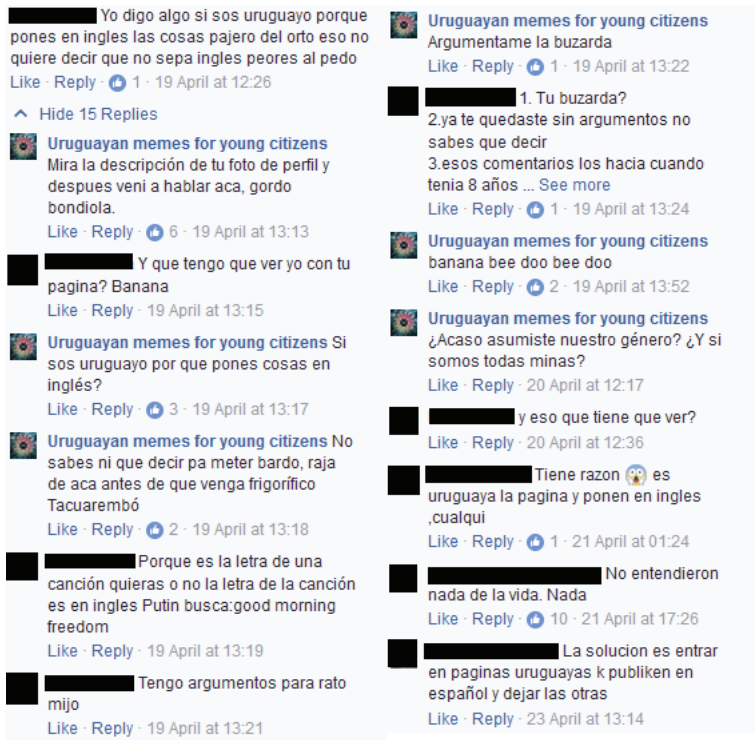 Yo digo algo si sos uruguayo porque
pones en ingles las cosas pajero del orto eso no
quiere decir que no sepa ingles peores al pedo
Like · Reply · 1 · 19 April at 12:26
Hide 15 Replies
Uruguayan memes for young citizens
Mira la descripción de tu foto de perfil y
despues veni a hablar aca, gordo
bondiola.
Like · Reply · 6 · 19 April at 13:13
Y que tengo que ver yo con tu
pagina? Banana
Like · Reply · 19 April at 13:15
Uruguayan memes for young citizens Si
sos uruguayo por que pones cosas en
inglés?
Like · Reply · 3 · 19 April at 13:17
Uruguayan memes for young citizens No
sabes ni que decir pa meter bardo, raja
de aca antes de que venga frigorífico
Tacuarembó
Like · Reply · 2 · 19 April at 13:18
Porque es la letra de una
canción quieras o no la letra de la canción
es en ingles Putin busca:good morning
freedom
Like · Reply · 19 April at 13:19
Tengo argumentos para rato
mijo
Like · Reply · 19 April at 13:21
Uruguayan memes for young citizens
Argumentame la buzarda
Like · Reply · 1 · 19 April at 13:22
1. Tu buzarda?
2.ya te quedaste sin argumentos no
sabes que decir
3.esos comentarios los hacia cuando
tenia 8 años ... See more
Like · Reply · 1 · 19 April at 13:24
Uruguayan memes for young citizens
banana bee doo bee doo
Like · Reply · 2 · 19 April at 13:52
Uruguayan memes for young citizens
¿Acaso asumiste nuestro género? ¿Y si
somos todas minas?
Like · Reply · 20 April at 12:17
y eso que tiene que ver?
Like · Reply · 20 April at 12:36
Tiene razon 😱 es
uruguaya la pagina y ponen en ingles
,cualqui
Like · Reply · 1 · 21 April at 01:24
No entendieron
nada de la vida. Nada
Like · Reply · 10 · 21 April at 17:26
La solucion es entrar
en paginas uruguayas k publiken en
español y dejar las otras
Like · Reply · 23 April at 13:14